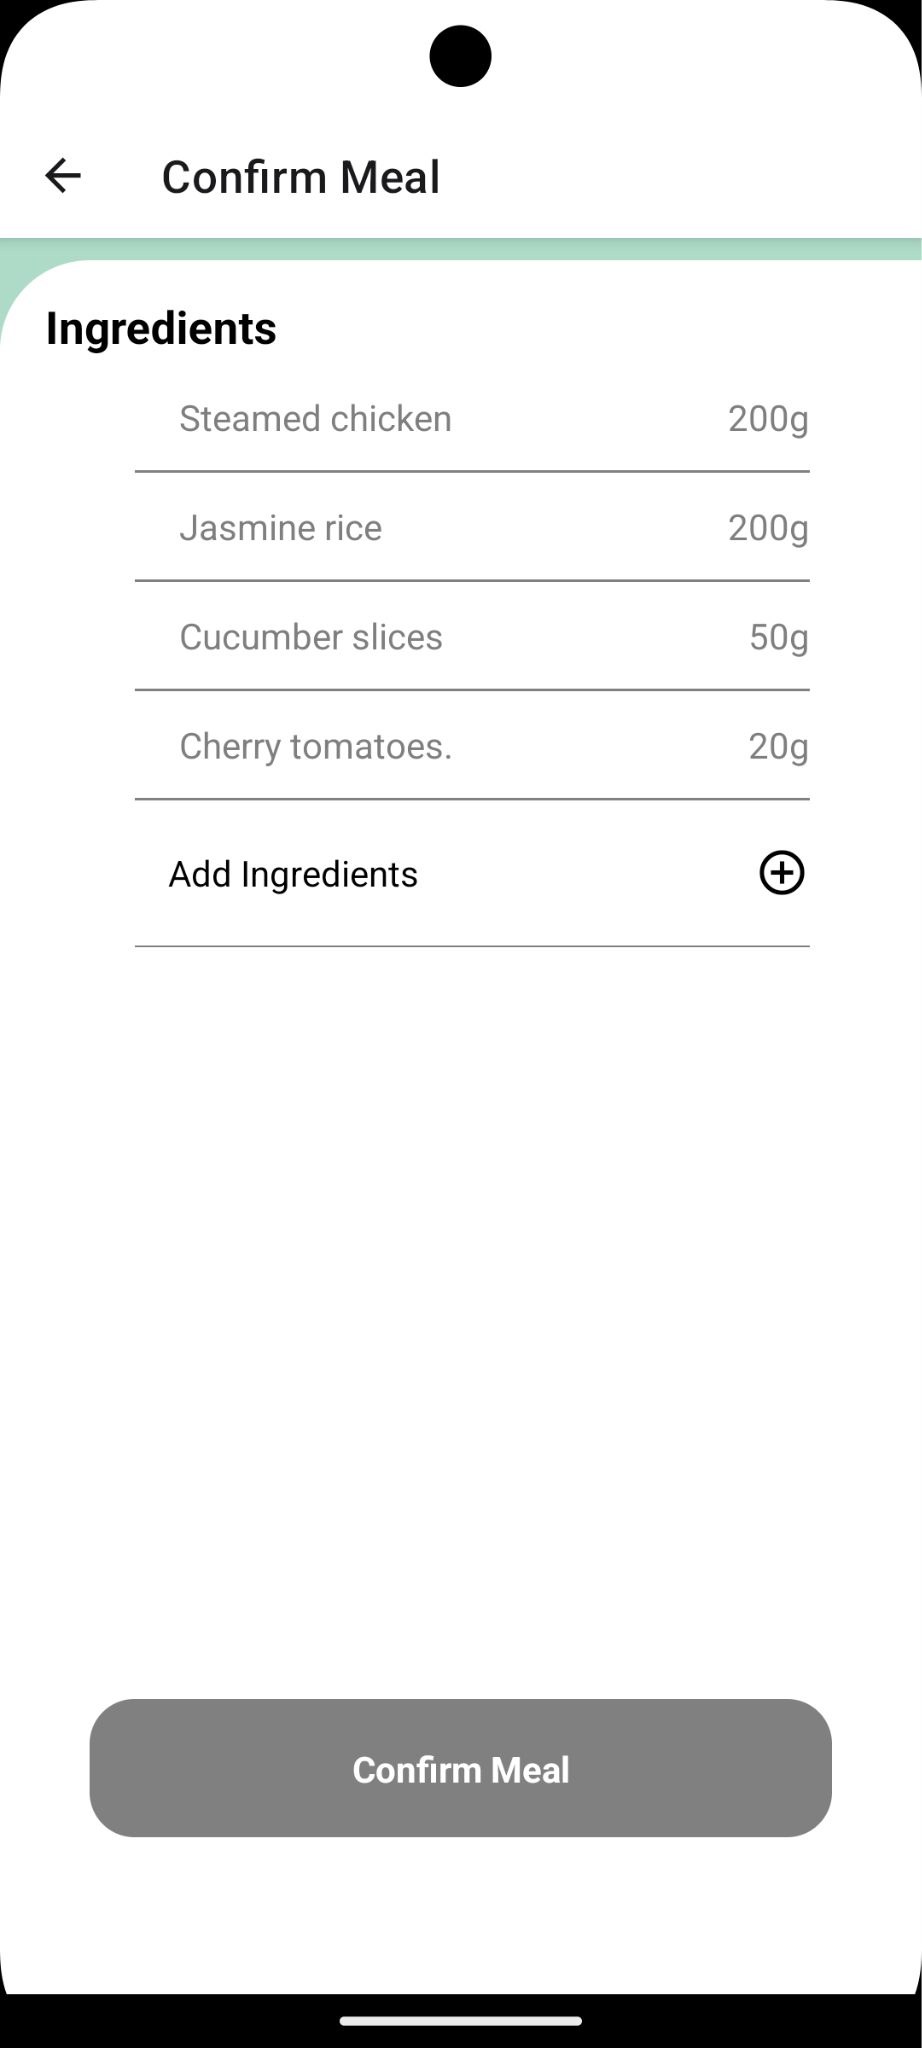 Confirm Meal
Ingredients
Steamed chicken 200g
Jasmine rice 200g
Cucumber slices 50g
Cherry tomatoes. 20g
Add Ingredients
Confirm Meal